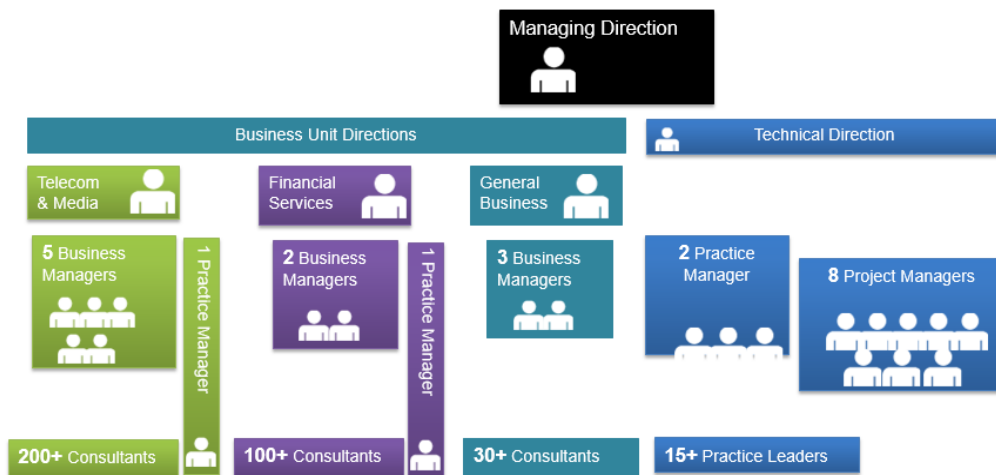 Managing Direction
Business Unit Directions
Technical Direction
Telecom
& Media
Financial
Services
General
Business
5 Business
Managers
1 Practice Manager
2 Business
Managers
1 Practice Manager
3 Business
Managers
2 Practice
Manager
8 Project Managers
200+ Consultants
100+ Consultants
30+ Consultants
15+ Practice Leaders